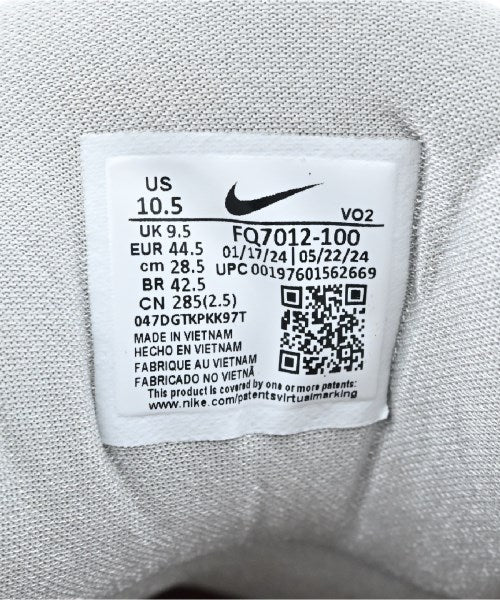 US
10.5
VO2
UK 9.5
FQ7012-100
EUR 44.5
01/17/24 | 05/22/24
cm 28.5
UPC 00197601562669
BR 42.5
CN 285(2.5)
047DGTKPKK97T
MADE IN VIETNAM
HECHO EN VIETNAM
FABRIQUE AU VIETNAM
FABRICADO NO VIETNÃ
This product is covered by one or more patents:
www.nike.com/patentsvirtualmarking